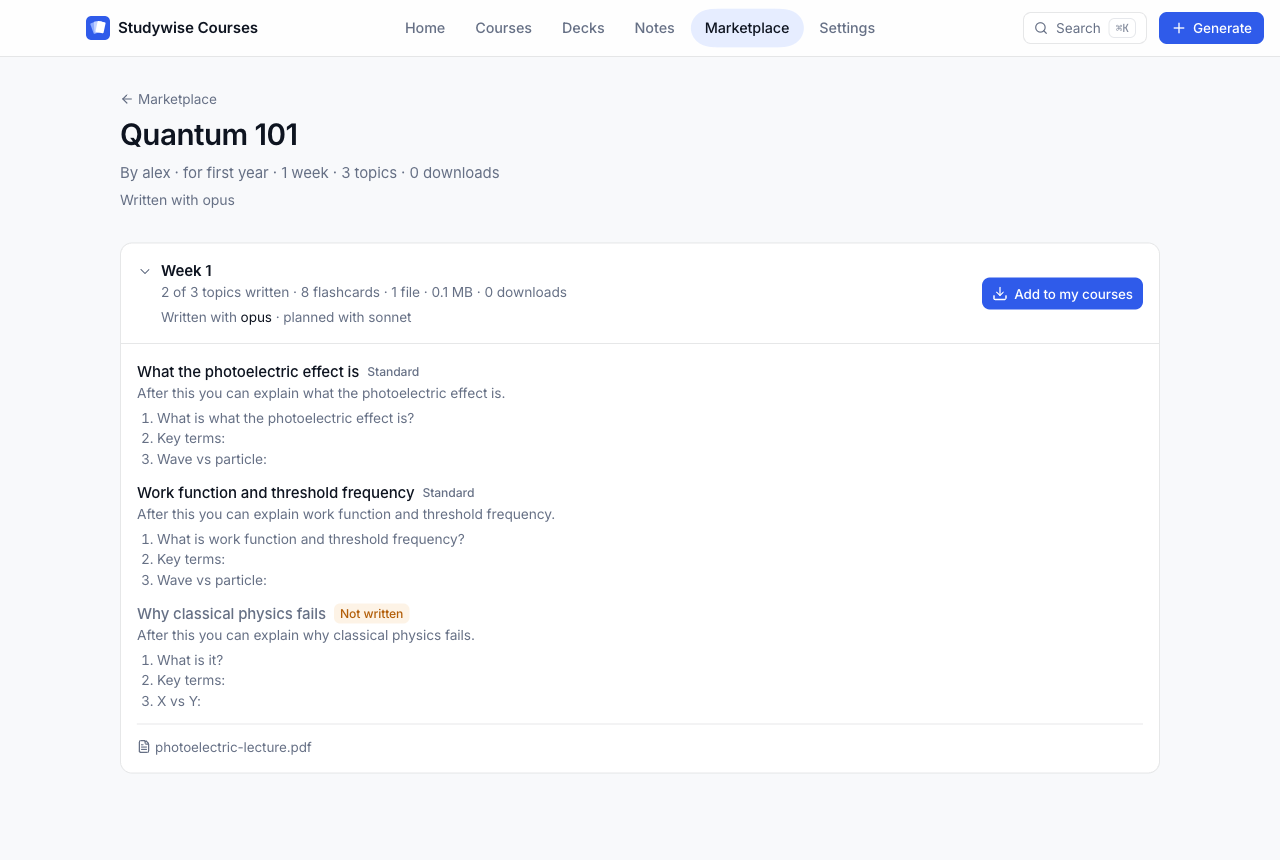 Studywise Courses
Home
Courses
Decks
Notes
Marketplace
Settings
Search ⌘K
Generate
Marketplace
Quantum 101
By alex · for first year · 1 week · 3 topics · 0 downloads
Written with opus
Week 1
2 of 3 topics written · 8 flashcards · 1 file · 0.1 MB · 0 downloads
Written with opus · planned with sonnet
Add to my courses
What the photoelectric effect is Standard
After this you can explain what the photoelectric effect is.
1. What is what the photoelectric effect is?
2. Key terms:
3. Wave vs particle:
Work function and threshold frequency Standard
After this you can explain work function and threshold frequency.
1. What is work function and threshold frequency?
2. Key terms:
3. Wave vs particle:
Why classical physics fails Not written
After this you can explain why classical physics fails.
1. What is it?
2. Key terms:
3. X vs Y:
photoelectric-lecture.pdf